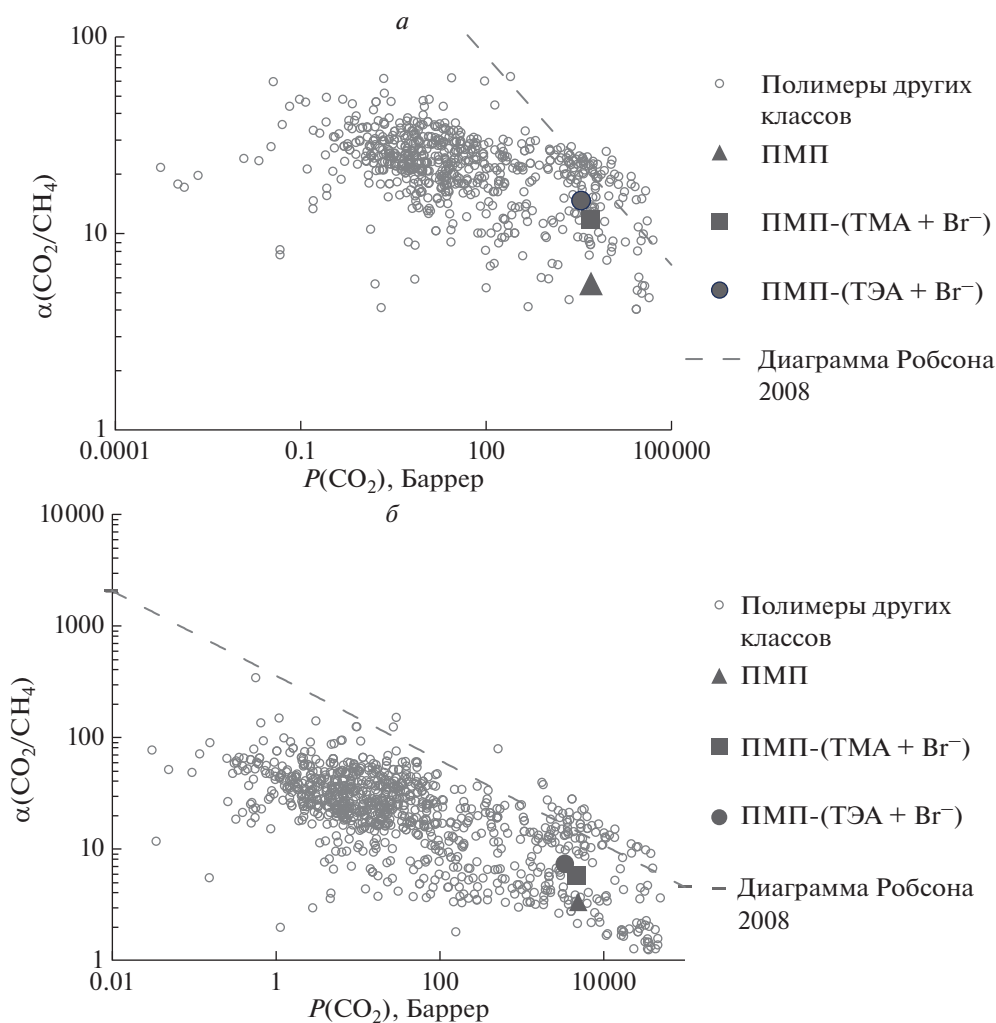 а
100
10
1
α(CO₂/CH₄)
0.0001
0.1
100
100000
P(CO₂), Баррер
Полимеры других
классов
ПМП
ПМП-(ТМА + Br⁻)
ПМП-(ТЭА + Br⁻)
Диаграмма Робсона
2008
б
10000
1000
100
10
1
α(CO₂/CH₄)
0.01
1
100
10000
P(CO₂), Баррер
Полимеры других
классов
ПМП
ПМП-(ТМА + Br⁻)
ПМП-(ТЭА + Br⁻)
Диаграмма Робсона
2008